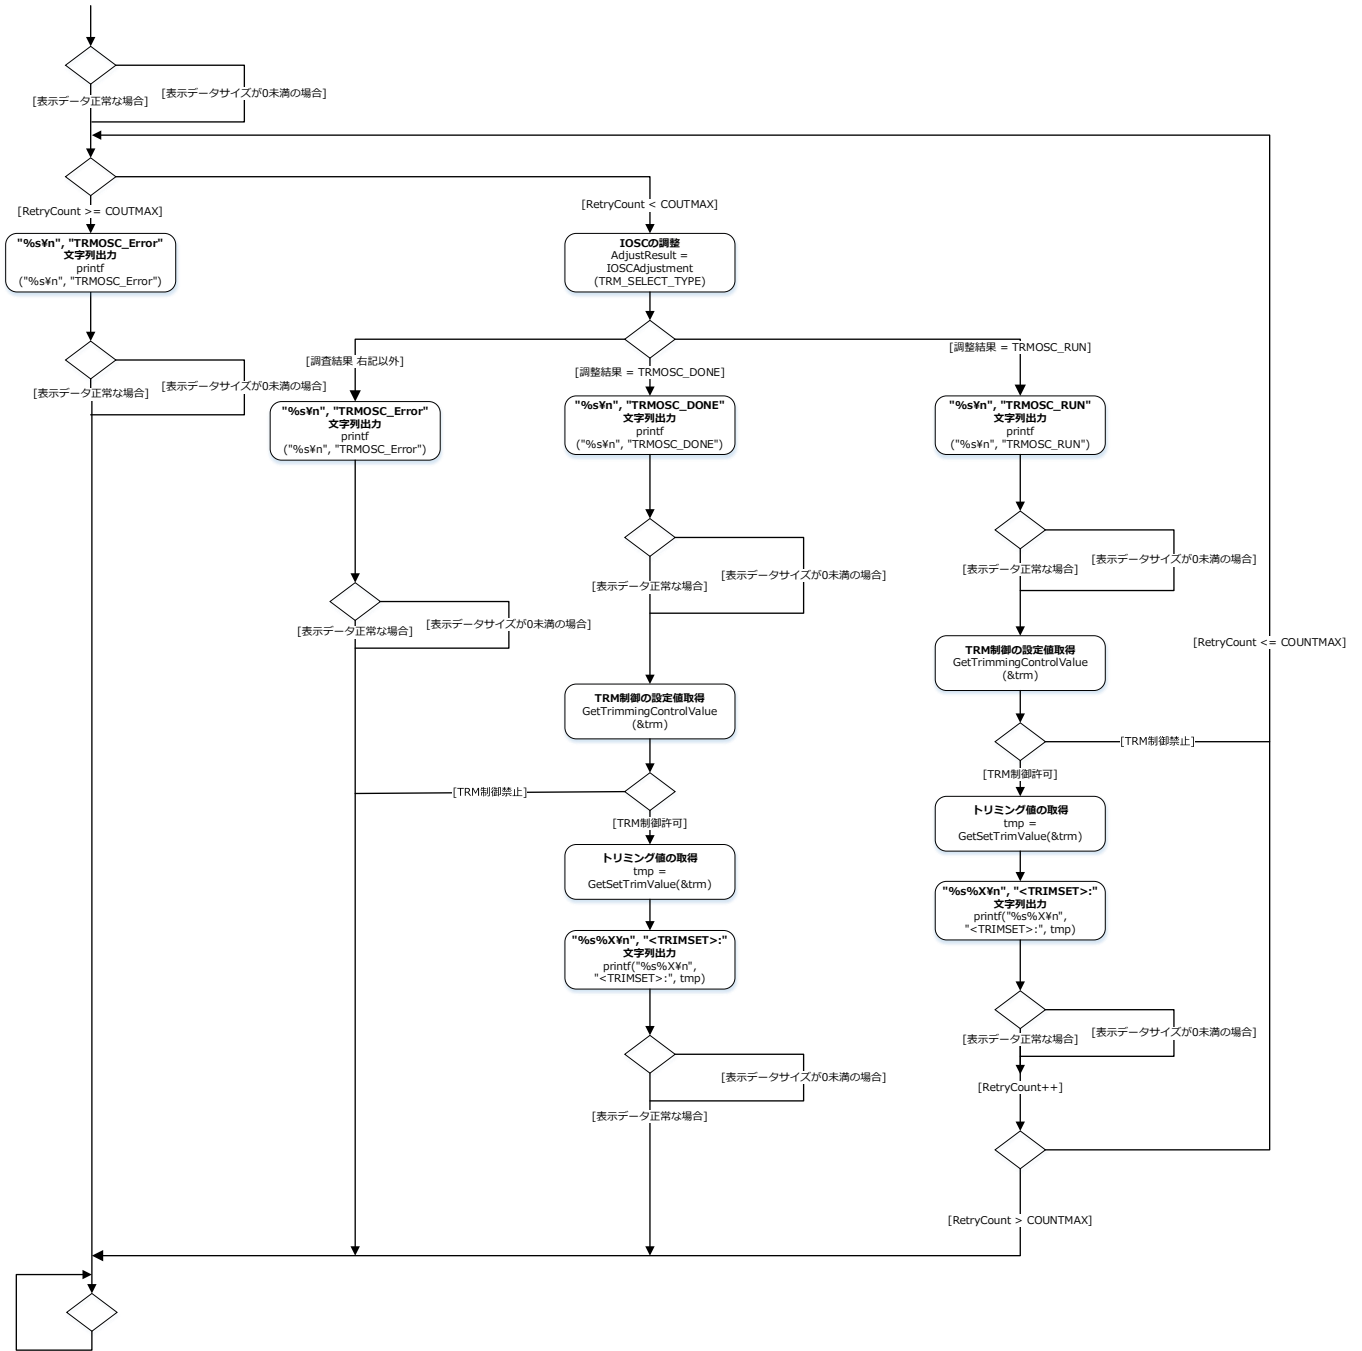 [表示データ正常な場合]
[表示データサイズが0未満の場合]
[RetryCount >= COUTMAX]
[RetryCount < COUTMAX]
"%s¥n", "TRMOSC_Error"
文字列出力
printf
("%s¥n", "TRMOSC_Error")
IOSCの調整
AdjustResult =
IOSCAdjustment
(TRM_SELECT_TYPE)
[表示データ正常な場合]
[表示データサイズが0未満の場合]
[調査結果 右記以外]
[調整結果 = TRMOSC_DONE]
[調整結果 = TRMOSC_RUN]
"%s¥n", "TRMOSC_Error"
文字列出力
printf
("%s¥n", "TRMOSC_Error")
"%s¥n", "TRMOSC_DONE"
文字列出力
printf
("%s¥n", "TRMOSC_DONE")
"%s¥n", "TRMOSC_RUN"
文字列出力
printf
("%s¥n", "TRMOSC_RUN")
[表示データ正常な場合]
[表示データサイズが0未満の場合]
[表示データ正常な場合]
[表示データサイズが0未満の場合]
[表示データ正常な場合]
[表示データサイズが0未満の場合]
[RetryCount <= COUNTMAX]
TRM制御の設定値取得
GetTrimmingControlValue
(&trm)
TRM制御の設定値取得
GetTrimmingControlValue
(&trm)
[TRM制御禁止]
[TRM制御許可]
[TRM制御禁止]
[TRM制御許可]
トリミング値の取得
tmp =
GetSetTrimValue(&trm)
トリミング値の取得
tmp =
GetSetTrimValue(&trm)
"%s%X¥n", "<TRIMSET>:"
文字列出力
printf("%s%X¥n",
"<TRIMSET>:", tmp)
"%s%X¥n", "<TRIMSET>:"
文字列出力
printf("%s%X¥n",
"<TRIMSET>:", tmp)
[表示データ正常な場合]
[表示データサイズが0未満の場合]
[表示データサイズが0未満の場合]
[表示データ正常な場合]
[RetryCount++]
[RetryCount > COUNTMAX]